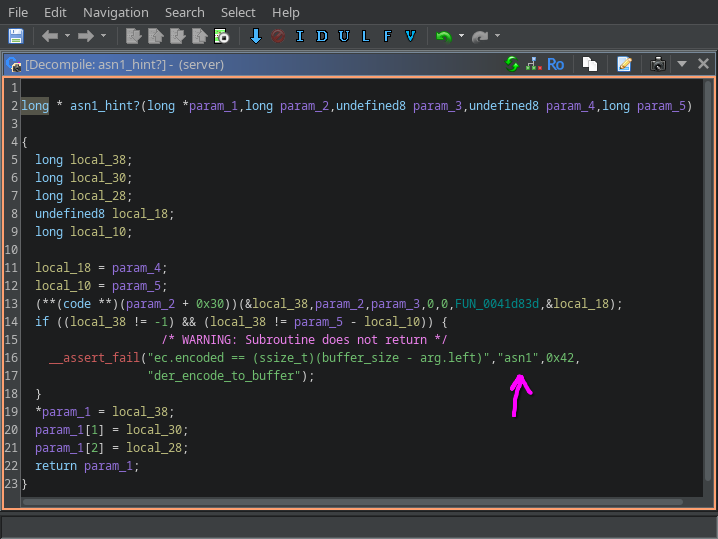 File Edit Navigation Search Select Help
I D U L F V
[Decompile: asn1_hint?] - (server)
Ro
1
2 long * asn1_hint?(long *param_1,long param_2,undefined8 param_3,undefined8 param_4,long param_5)
3
4 {
5 long local_38;
6 long local_30;
7 long local_28;
8 undefined8 local_18;
9 long local_10;
10
11 local_18 = param_4;
12 local_10 = param_5;
13 (**(code **)(param_2 + 0x30))(&local_38,param_2,param_3,0,0,FUN_0041d83d,&local_18);
14 if ((local_38 != -1) && (local_38 != param_5 - local_10)) {
15 /* WARNING: Subroutine does not return */
16 __assert_fail("ec.encoded == (ssize_t)(buffer_size - arg.left)","asn1",0x42,
17 "der_encode_to_buffer");
18 }
19 *param_1 = local_38;
20 param_1[1] = local_30;
21 param_1[2] = local_28;
22 return param_1;
23 }